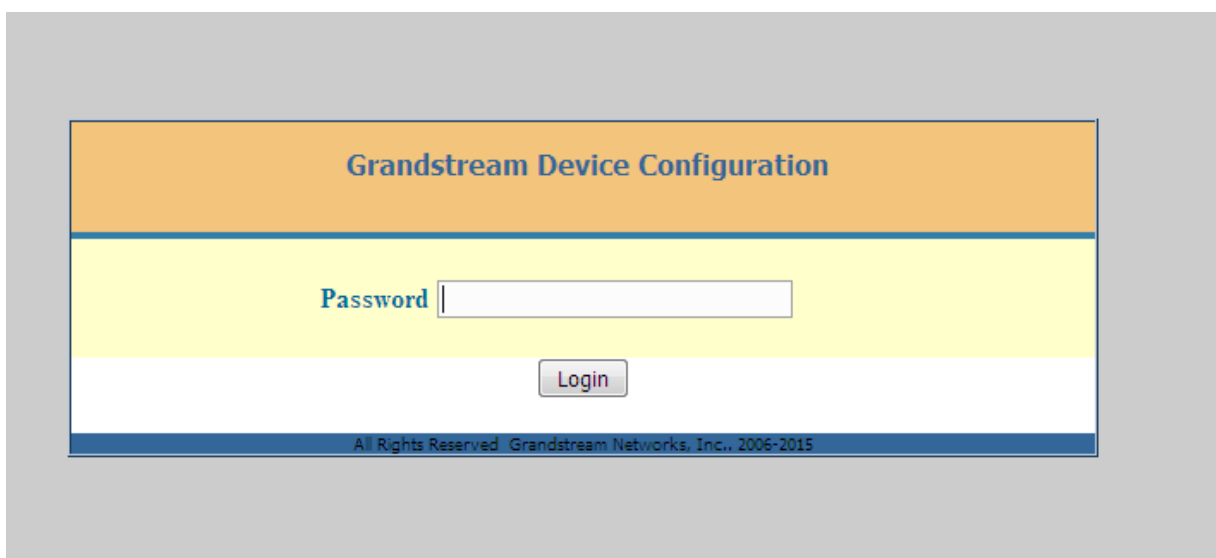 Grandstream Device Configuration
Password
Login
All Rights Reserved Grandstream Networks, Inc.. 2006-2015